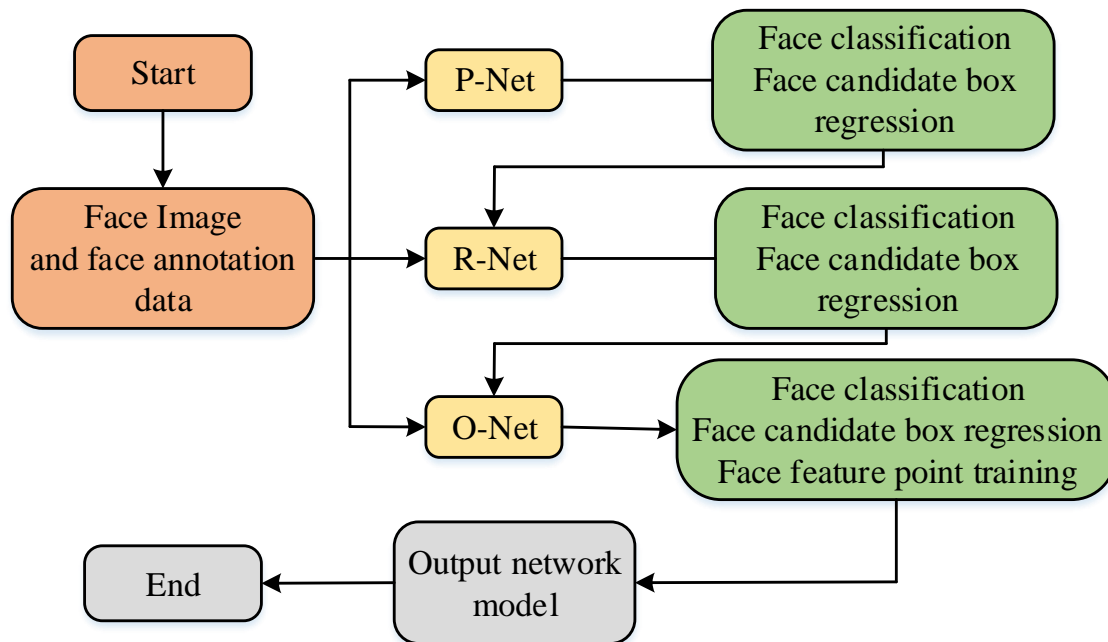 Start
Face Image
and face annotation
data
P-Net
Face classification
Face candidate box
regression
R-Net
Face classification
Face candidate box
regression
O-Net
Face classification
Face candidate box regression
Face feature point training
Output network
model
End